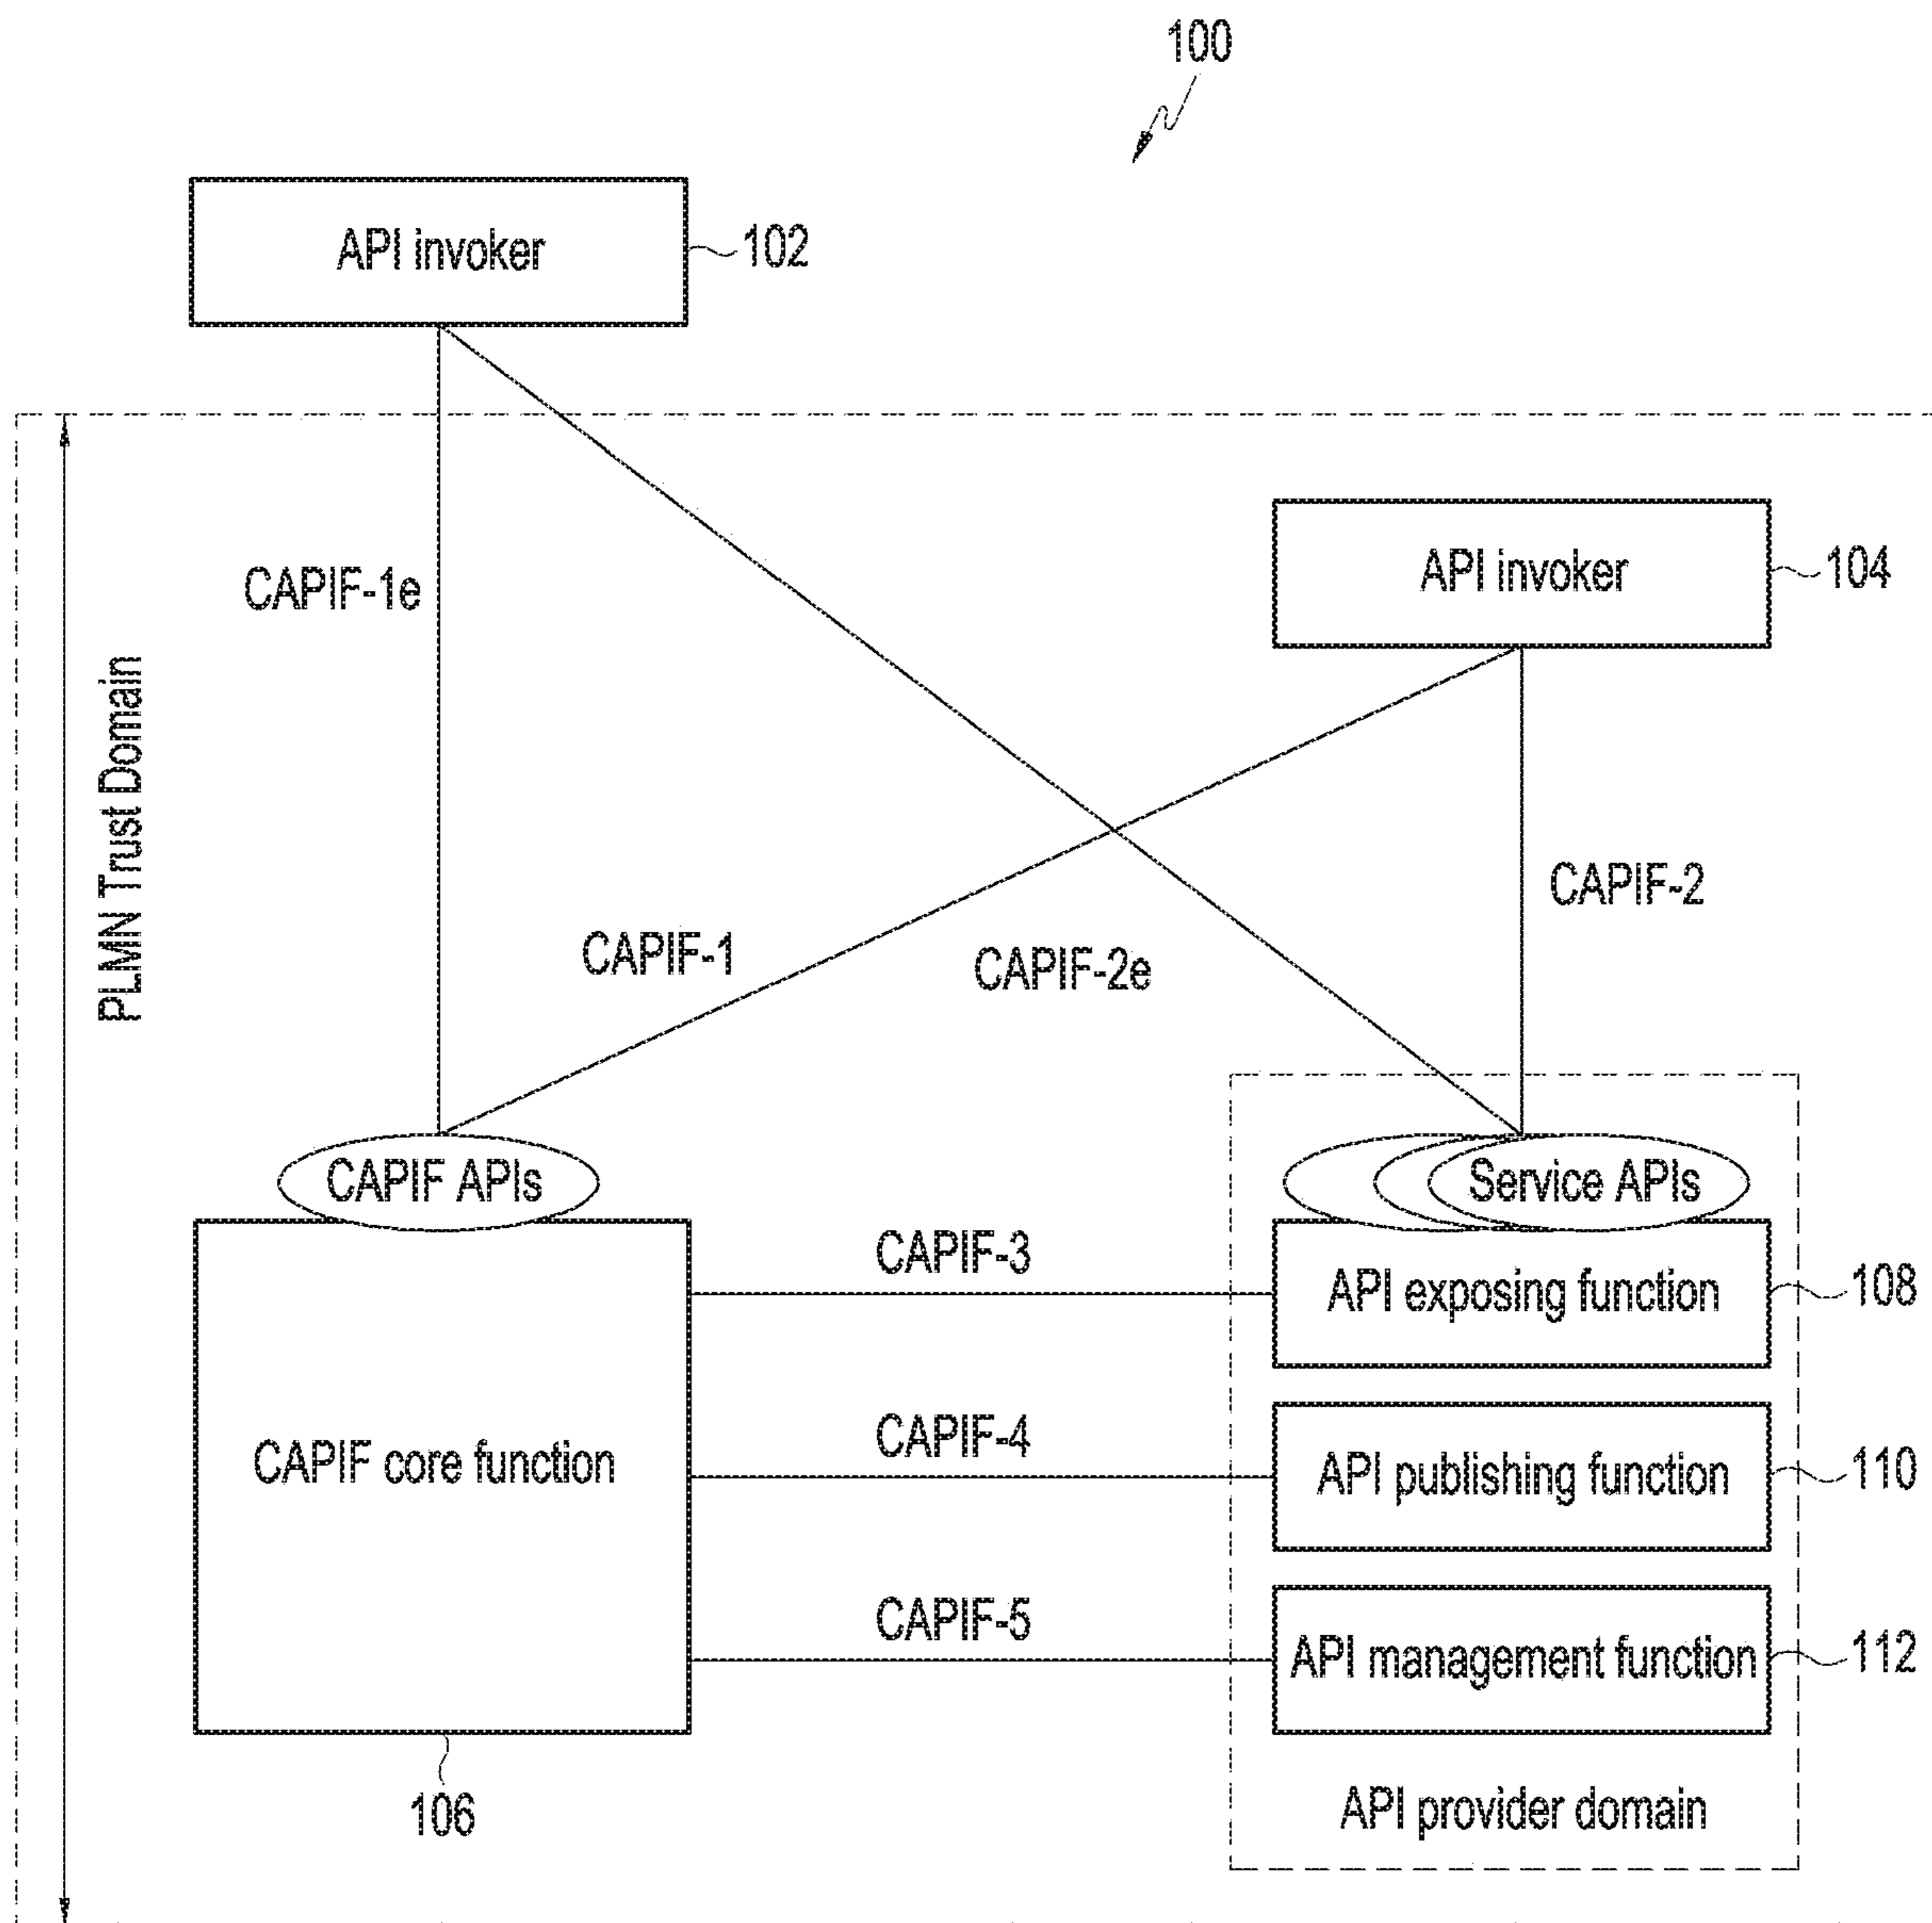 100
API invoker
102
API invoker
104
CAPIF-1e
PLMN Trust Domain
CAPIF-2
CAPIF-1
CAPIF-2e
CAPIF APIs
Service APIs
CAPIF-3
API exposing function
108
CAPIF-4
CAPIF core function
API publishing function
110
CAPIF-5
API management function
112
106
API provider domain